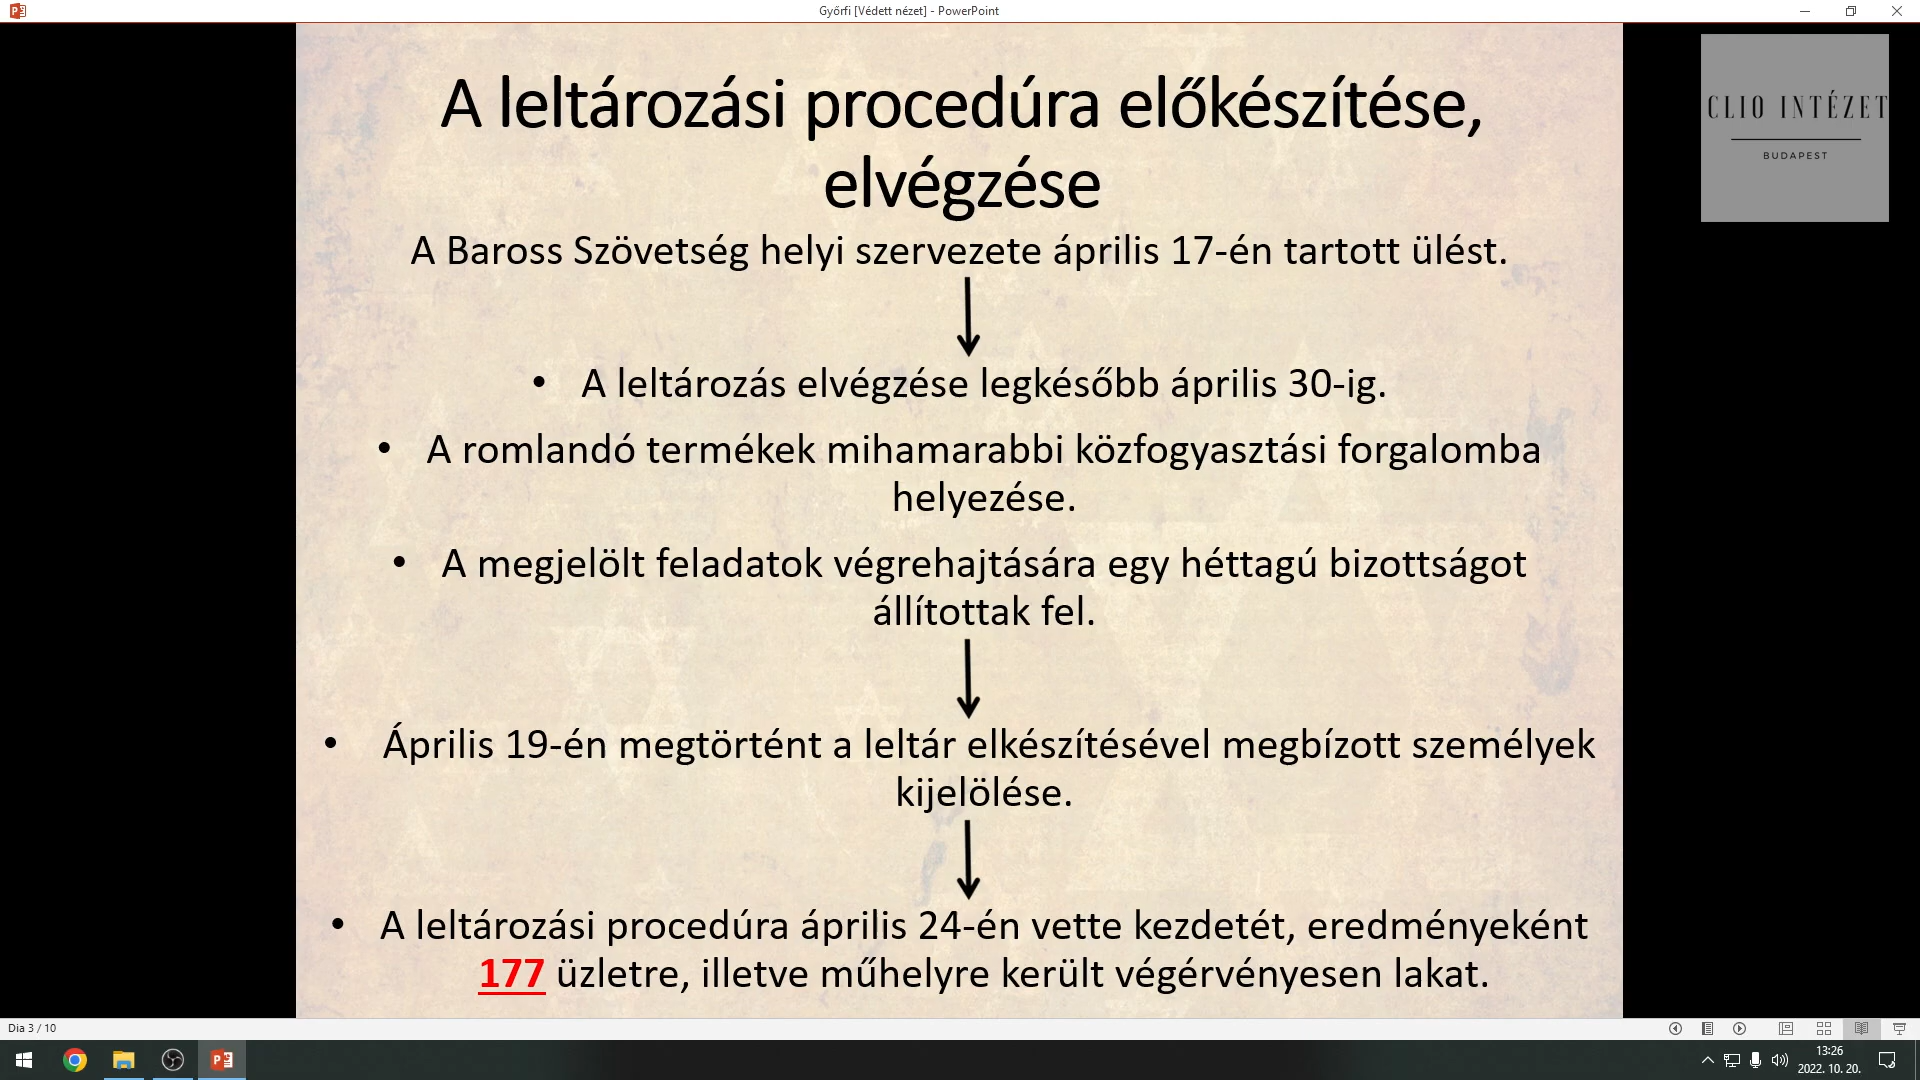 Győrfi [Védett nézet] - PowerPoint
CLIO INTÉZET
BUDAPEST
A leltározási procedúra előkészítése,
elvégzése
A Baross Szövetség helyi szervezete április 17-én tartott ülést.
• A leltározás elvégzése legkésőbb április 30-ig.
• A romlandó termékek mihamarabbi közfogyasztási forgalomba
helyezése.
• A megjelölt feladatok végrehajtására egy héttagú bizottságot
állítottak fel.
• Április 19-én megtörtént a leltár elkészítésével megbízott személyek
kijelölése.
• A leltározási procedúra április 24-én vette kezdetét, eredményeként
177 üzletre, illetve műhelyre került végérvényesen lakat.
Dia 3 / 10
13:26
2022. 10. 20.